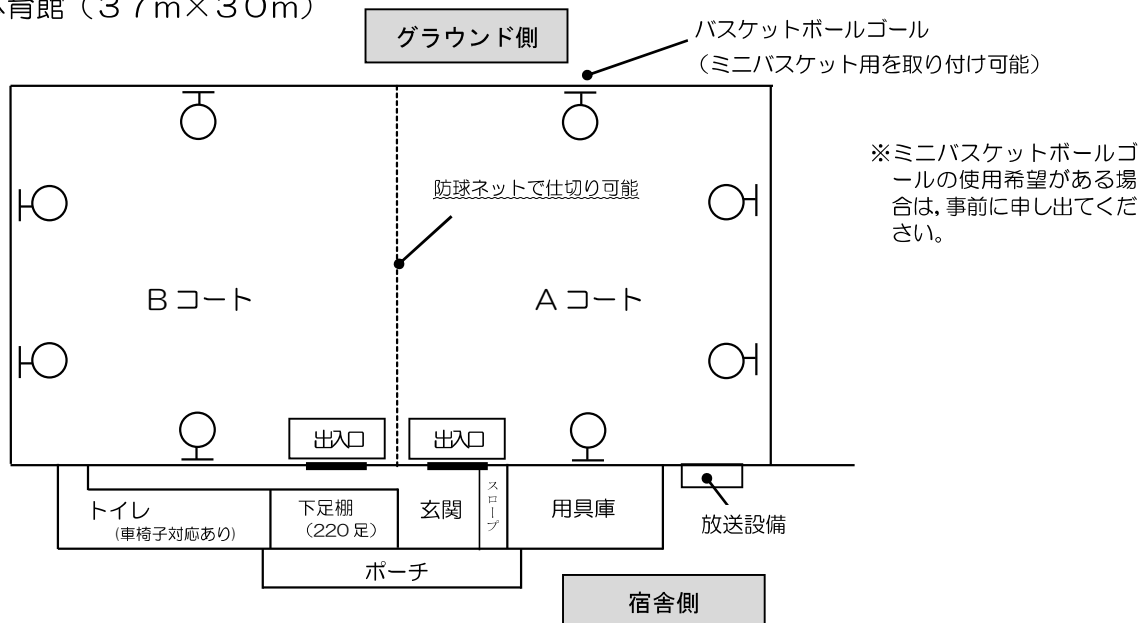 育館（３７ｍ×３０ｍ）
グラウンド側
バスケットボールゴール
（ミニバスケット用を取り付け可能）
※ミニバスケットボールゴ
ールの使用希望がある場
合は，事前に申し出てくだ
さい。
防球ネットで仕切り可能
Ｂコート
Ａコート
出入口
出入口
トイレ
(車椅子対応あり)
下足棚
（220 足）
玄関
スロープ
用具庫
放送設備
ポーチ
宿舎側